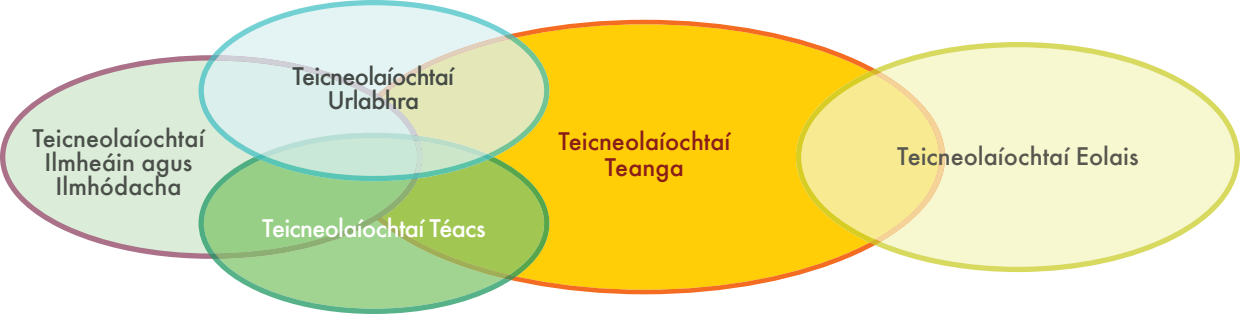 Teicneolaíochtaí
Urlabhra
Teicneolaíochtaí
Ilmheáin agus
Ilmhódacha
Teicneolaíochtaí Téacs
Teicneolaíochtaí
Teanga
Teicneolaíochtaí Eolais